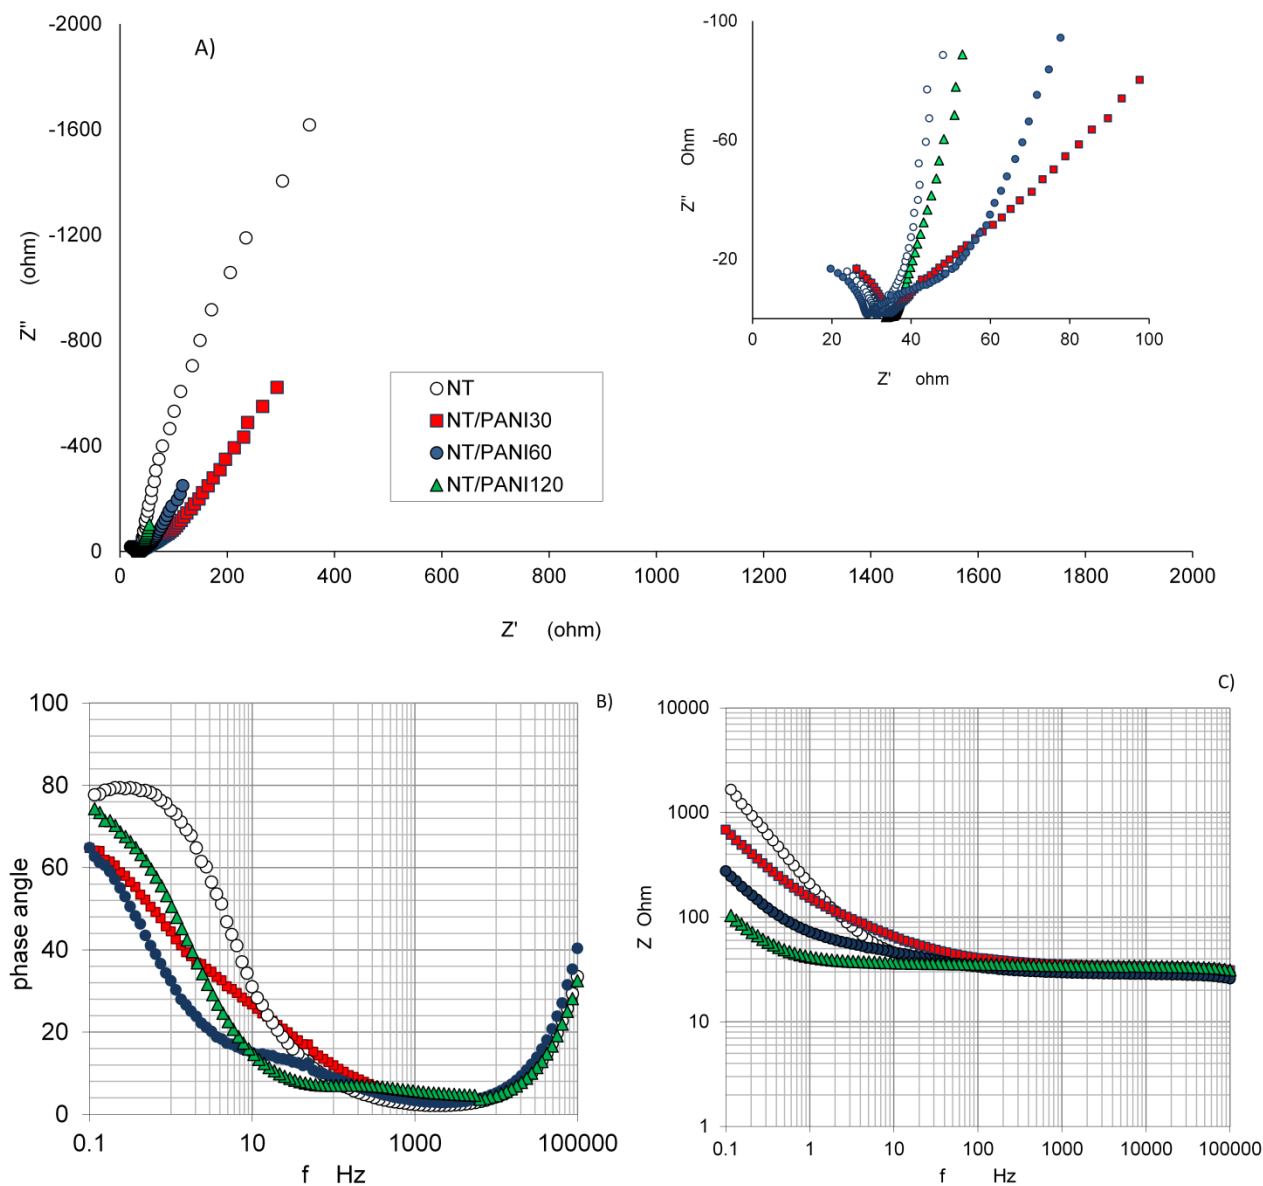 A)
-2000
-1600
-1200
-800
-400
0
Z" (ohm)
0 200 400 600 800 1000 1200 1400 1600 1800 2000
Z' (ohm)
NT
NT/PANI30
NT/PANI60
NT/PANI120
-100
-60
-20
Z" Ohm
0 20 40 60 80 100
Z' ohm
B)
100
80
60
40
20
0
phase angle
0.1 10 1000 100000
f Hz
C)
10000
1000
100
10
1
Z Ohm
0.1 1 10 100 1000 10000 100000
f Hz